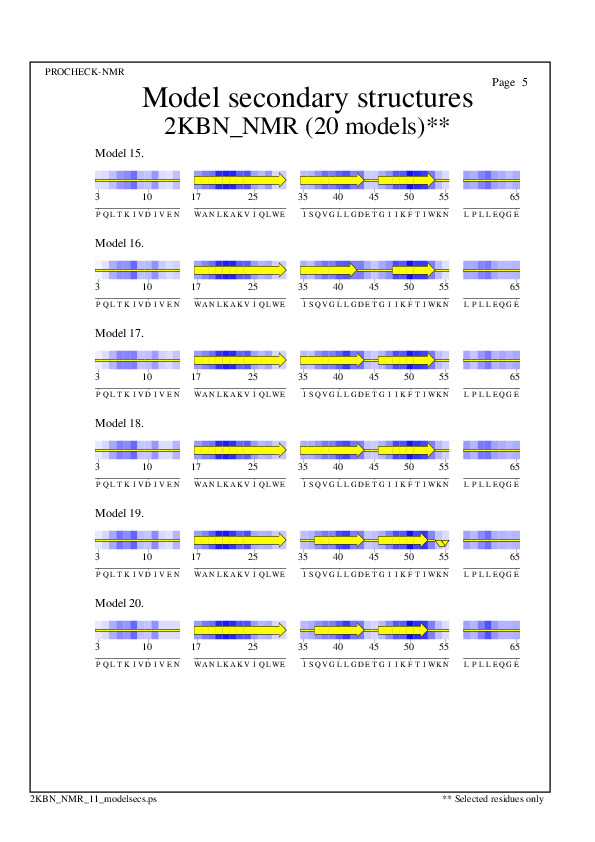 PROCHECK-NMR
Page 5
Model secondary structures
2KBN_NMR (20 models)**
Model 15.
3 10 17 25 35 40 45 50 55 65
PQLTKIVDIVEN WANLKAKVIQLWE ISQVGLLGDETGIIKFTIWKN LPLLEQGE
Model 16.
3 10 17 25 35 40 45 50 55 65
PQLTKIVDIVEN WANLKAKVIQLWE ISQVGLLGDETGIIKFTIWKN LPLLEQGE
Model 17.
3 10 17 25 35 40 45 50 55 65
PQLTKIVDIVEN WANLKAKVIQLWE ISQVGLLGDETGIIKFTIWKN LPLLEQGE
Model 18.
3 10 17 25 35 40 45 50 55 65
PQLTKIVDIVEN WANLKAKVIQLWE ISQVGLLGDETGIIKFTIWKN LPLLEQGE
Model 19.
3 10 17 25 35 40 45 50 55 65
PQLTKIVDIVEN WANLKAKVIQLWE ISQVGLLGDETGIIKFTIWKN LPLLEQGE
Model 20.
3 10 17 25 35 40 45 50 55 65
PQLTKIVDIVEN WANLKAKVIQLWE ISQVGLLGDETGIIKFTIWKN LPLLEQGE
2KBN_NMR_11_modelsecs.ps
** Selected residues only